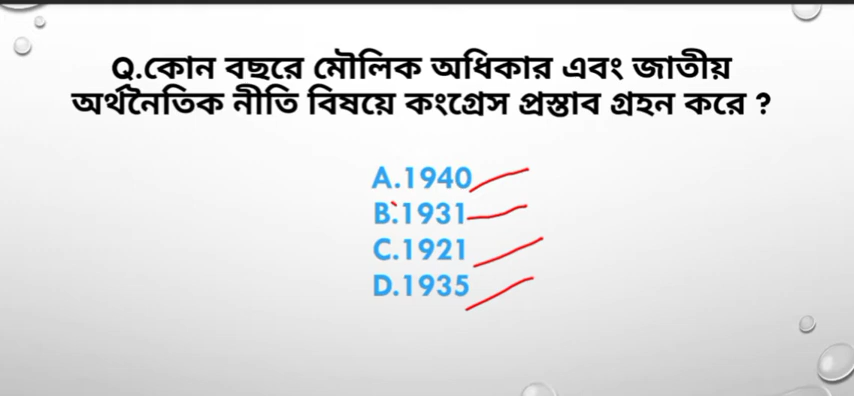 Q.কোন বছরে মৌলিক অধিকার এবং জাতীয়
অর্থনৈতিক নীতি বিষয়ে কংগ্রেস প্রস্তাব গ্রহন করে ?
A.1940
B.1931
C.1921
D.1935